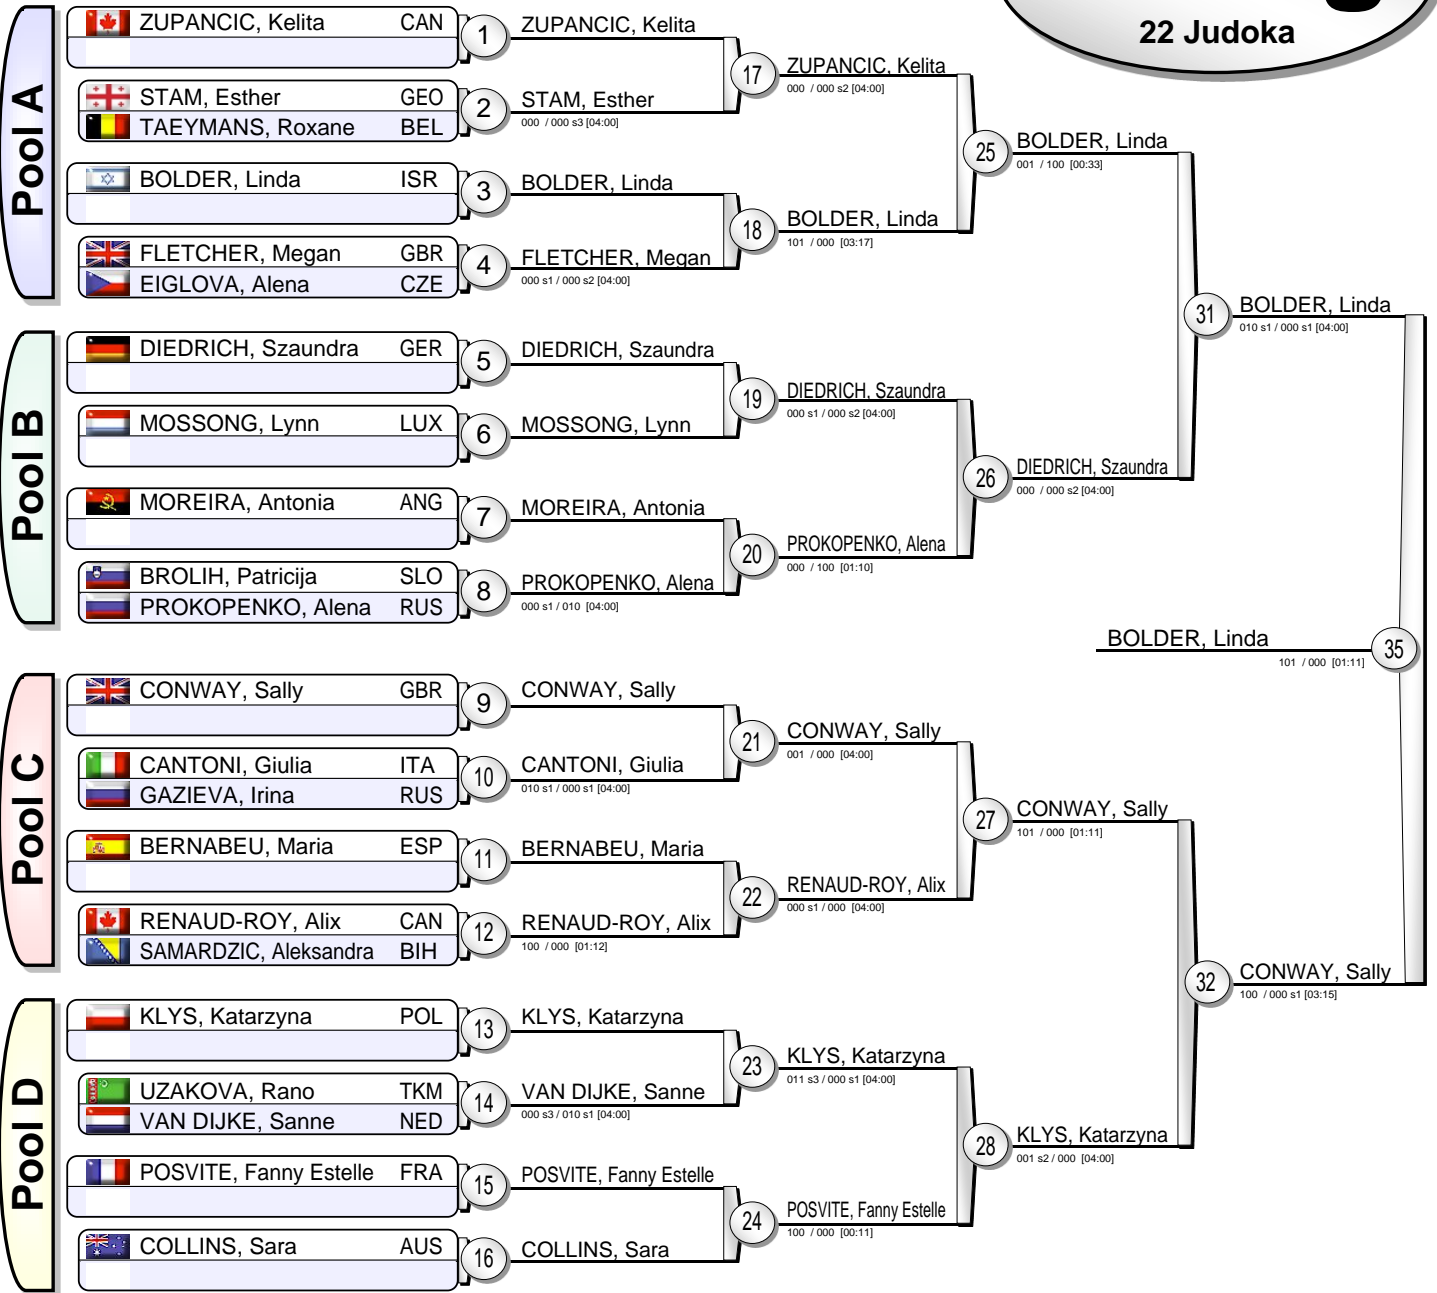 22 Judoka
Pool A
ZUPANCIC, Kelita CAN
1
ZUPANCIC, Kelita
STAM, Esther GEO
TAEYMANS, Roxane BEL
2
STAM, Esther
000 / 000 s3 [04:00]
17
ZUPANCIC, Kelita
000 / 000 s2 [04:00]
BOLDER, Linda ISR
3
BOLDER, Linda
FLETCHER, Megan GBR
EIGLOVA, Alena CZE
4
FLETCHER, Megan
000 s1 / 000 s2 [04:00]
18
BOLDER, Linda
101 / 000 [03:17]
25
BOLDER, Linda
001 / 100 [00:33]
Pool B
DIEDRICH, Szaundra GER
5
DIEDRICH, Szaundra
MOSSONG, Lynn LUX
6
MOSSONG, Lynn
19
DIEDRICH, Szaundra
000 s1 / 000 s2 [04:00]
MOREIRA, Antonia ANG
7
MOREIRA, Antonia
BROLIH, Patricija SLO
PROKOPENKO, Alena RUS
8
PROKOPENKO, Alena
000 s1 / 010 [04:00]
20
PROKOPENKO, Alena
000 / 100 [01:10]
26
DIEDRICH, Szaundra
000 / 000 s2 [04:00]
31
BOLDER, Linda
010 s1 / 000 s1 [04:00]
BOLDER, Linda
101 / 000 [01:11]
35
Pool C
CONWAY, Sally GBR
9
CONWAY, Sally
CANTONI, Giulia ITA
GAZIEVA, Irina RUS
10
CANTONI, Giulia
010 s1 / 000 s1 [04:00]
21
CONWAY, Sally
001 / 000 [04:00]
BERNABEU, Maria ESP
11
BERNABEU, Maria
RENAUD-ROY, Alix CAN
SAMARDZIC, Aleksandra BIH
12
RENAUD-ROY, Alix
100 / 000 [01:12]
22
RENAUD-ROY, Alix
000 s1 / 000 [04:00]
27
CONWAY, Sally
101 / 000 [01:11]
Pool D
KLYS, Katarzyna POL
13
KLYS, Katarzyna
UZAKOVA, Rano TKM
VAN DIJKE, Sanne NED
14
VAN DIJKE, Sanne
000 s3 / 010 s1 [04:00]
23
KLYS, Katarzyna
011 s3 / 000 s1 [04:00]
POSVITE, Fanny Estelle FRA
15
POSVITE, Fanny Estelle
COLLINS, Sara AUS
16
COLLINS, Sara
24
POSVITE, Fanny Estelle
100 / 000 [00:11]
28
KLYS, Katarzyna
001 s2 / 000 [04:00]
32
CONWAY, Sally
100 / 000 s1 [03:15]